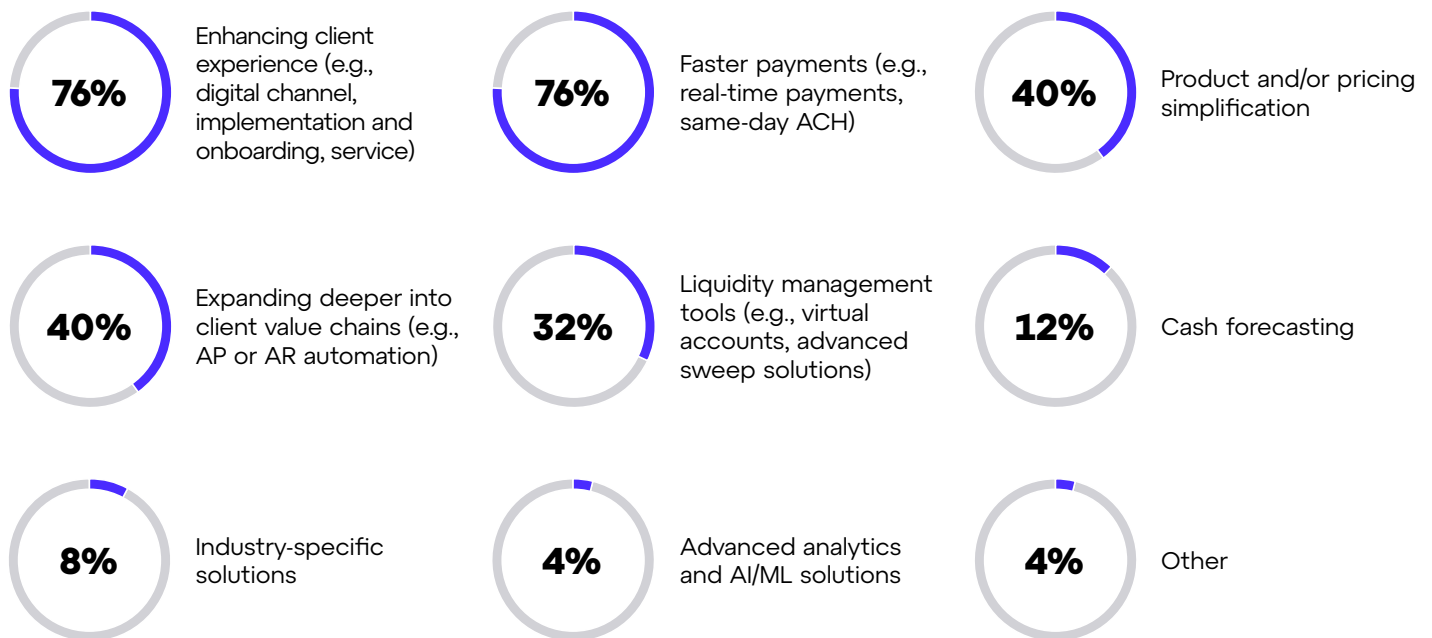 76%
Enhancing client
experience (e.g.,
digital channel,
implementation and
onboarding, service)
76%
Faster payments (e.g.,
real-time payments,
same-day ACH)
40%
Product and/or pricing
simplification
40%
Expanding deeper into
client value chains (e.g.,
AP or AR automation)
32%
Liquidity management
tools (e.g., virtual
accounts, advanced
sweep solutions)
12%
Cash forecasting
8%
Industry-specific
solutions
4%
Advanced analytics
and AI/ML solutions
4%
Other